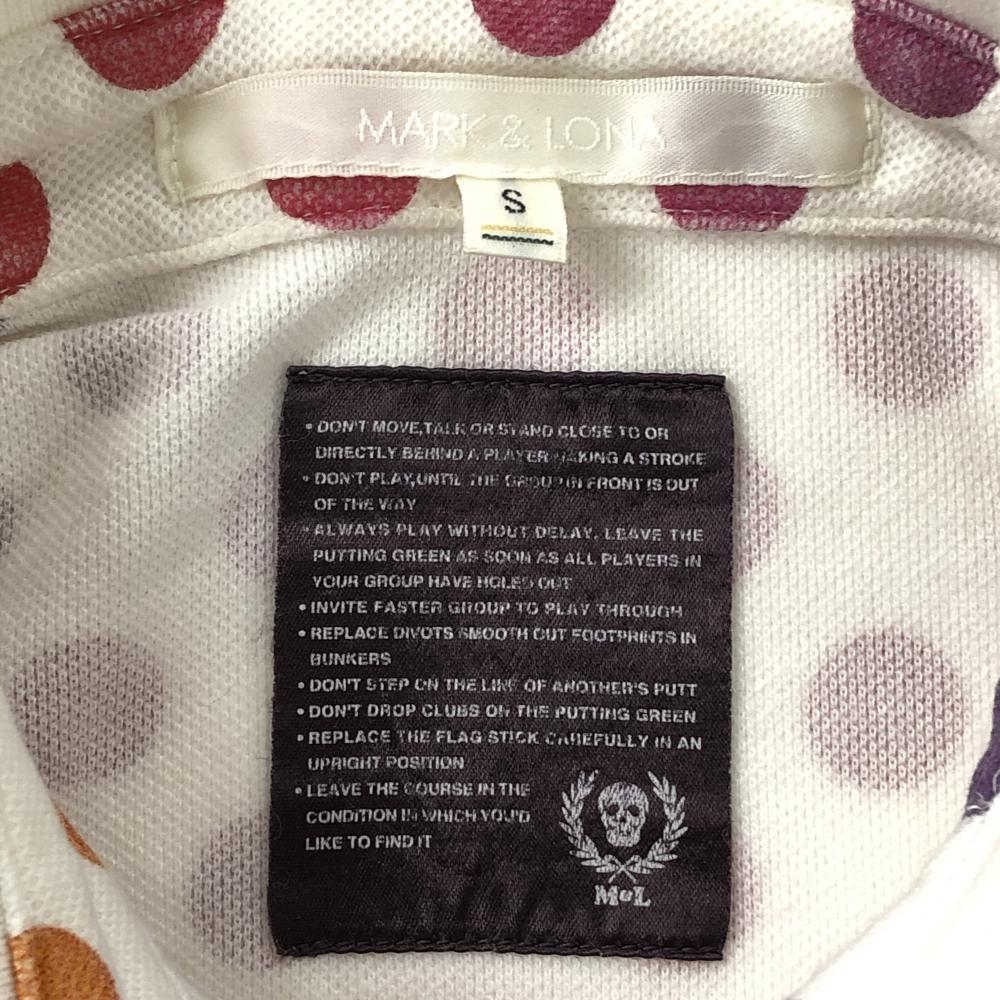 MARK & LONA
S
• DON'T MOVE,TALK OR STAND CLOSE TO OR
DIRECTLY BEHIND A PLAYER MAKING A STROKE
• DON'T PLAY,UNTIL THE GROUP IN FRONT IS OUT
OF THE WAY
• ALWAYS PLAY WITHOUT DELAY. LEAVE THE
PUTTING GREEN AS SOON AS ALL PLAYERS IN
YOUR GROUP HAVE HOLED OUT
• INVITE FASTER GROUP TO PLAY THROUGH
• REPLACE DIVOTS SMOOTH OUT FOOTPRINTS IN
BUNKERS
• DON'T STEP ON THE LINE OF ANOTHER'S PUTT
• DON'T DROP CLUBS ON THE PUTTING GREEN
• REPLACE THE FLAG STICK CAREFULLY IN AN
UPRIGHT POSITION
• LEAVE THE COURSE IN THE
CONDITION IN WHICH YOU'D
LIKE TO FIND IT
M&L